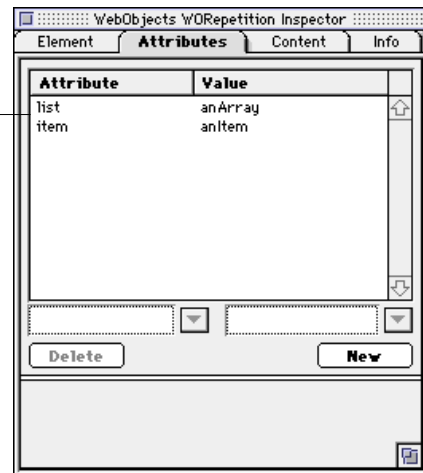 WebObjects WORepetition Inspector
Element Attributes Content Info
Attribute Value
list anArray
item anItem
Delete New